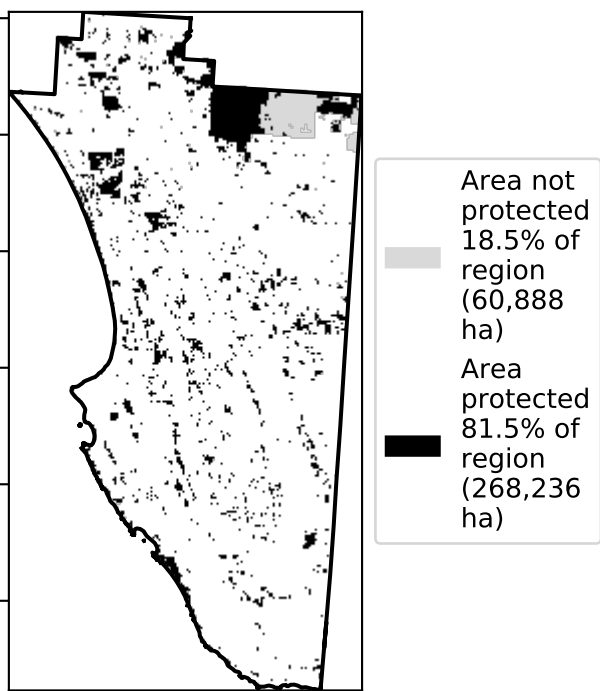 Area not
protected
18.5% of
region
(60,888
ha)
Area
protected
81.5% of
region
(268,236
ha)